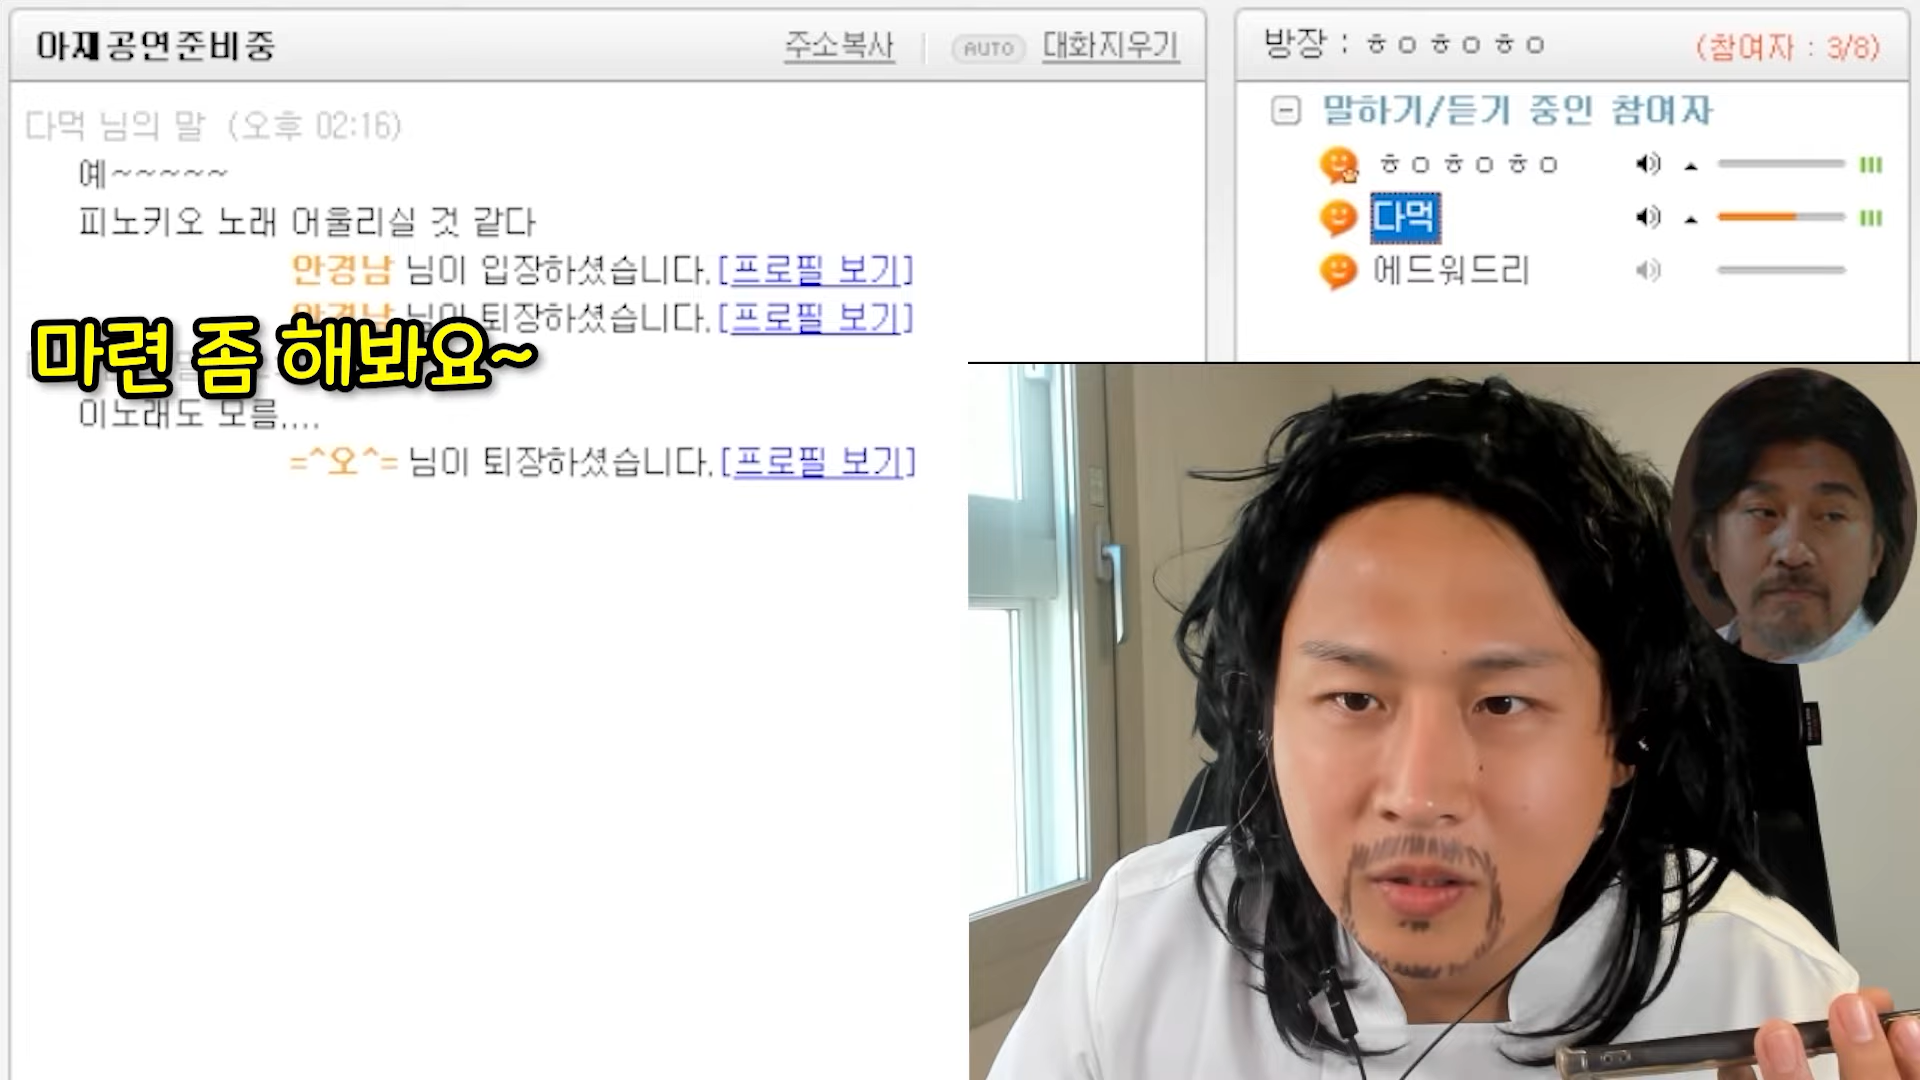 아재공연준비중
주소복사
AUTO
대화지우기
다먹 님의 말 (오후 02:16)
예~~~~~
피노키오 노래 어울리실 것 같다
안경남 님이 입장하셨습니다.[프로필 보기]
안경남 님이 퇴장하셨습니다.[프로필 보기]
마련 좀 해봐요~
이노래도 모름....
=^오^= 님이 퇴장하셨습니다.[프로필 보기]
방장 : ㅎㅇㅎㅇㅎㅇ
(참여자 : 3/8)
말하기/듣기 중인 참여자
ㅎㅇㅎㅇㅎㅇ
다먹
에드워드리